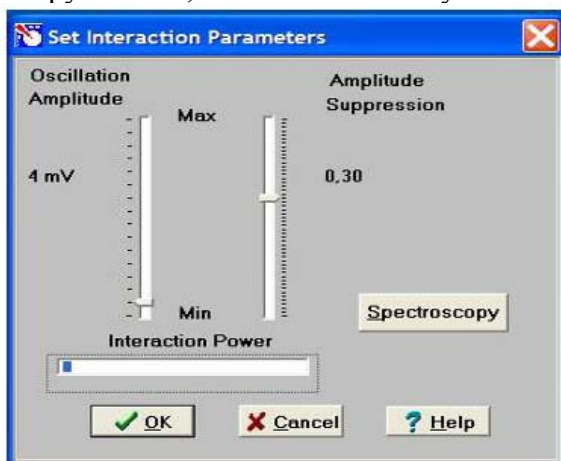 Set Interaction Parameters
Oscillation
Amplitude
Amplitude
Suppression
Max
4 mV
0,30
Min
Spectroscopy
Interaction Power
OK
Cancel
Help